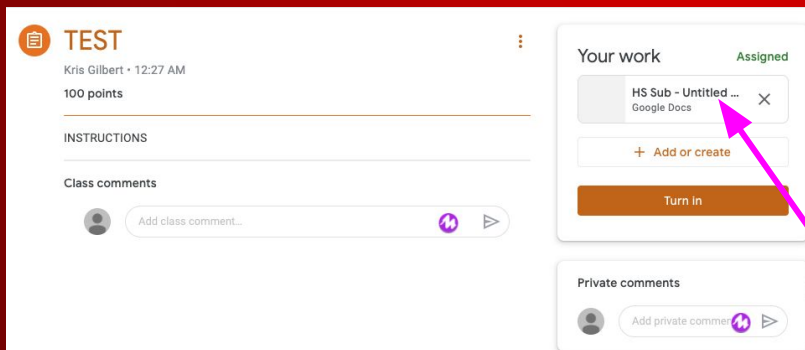 TEST
Kris Gilbert • 12:27 AM
100 points
INSTRUCTIONS
Class comments
Add class comment...
Your work
Assigned
HS Sub - Untitled ...
Google Docs
+ Add or create
Turn in
Private comments
Add private commen